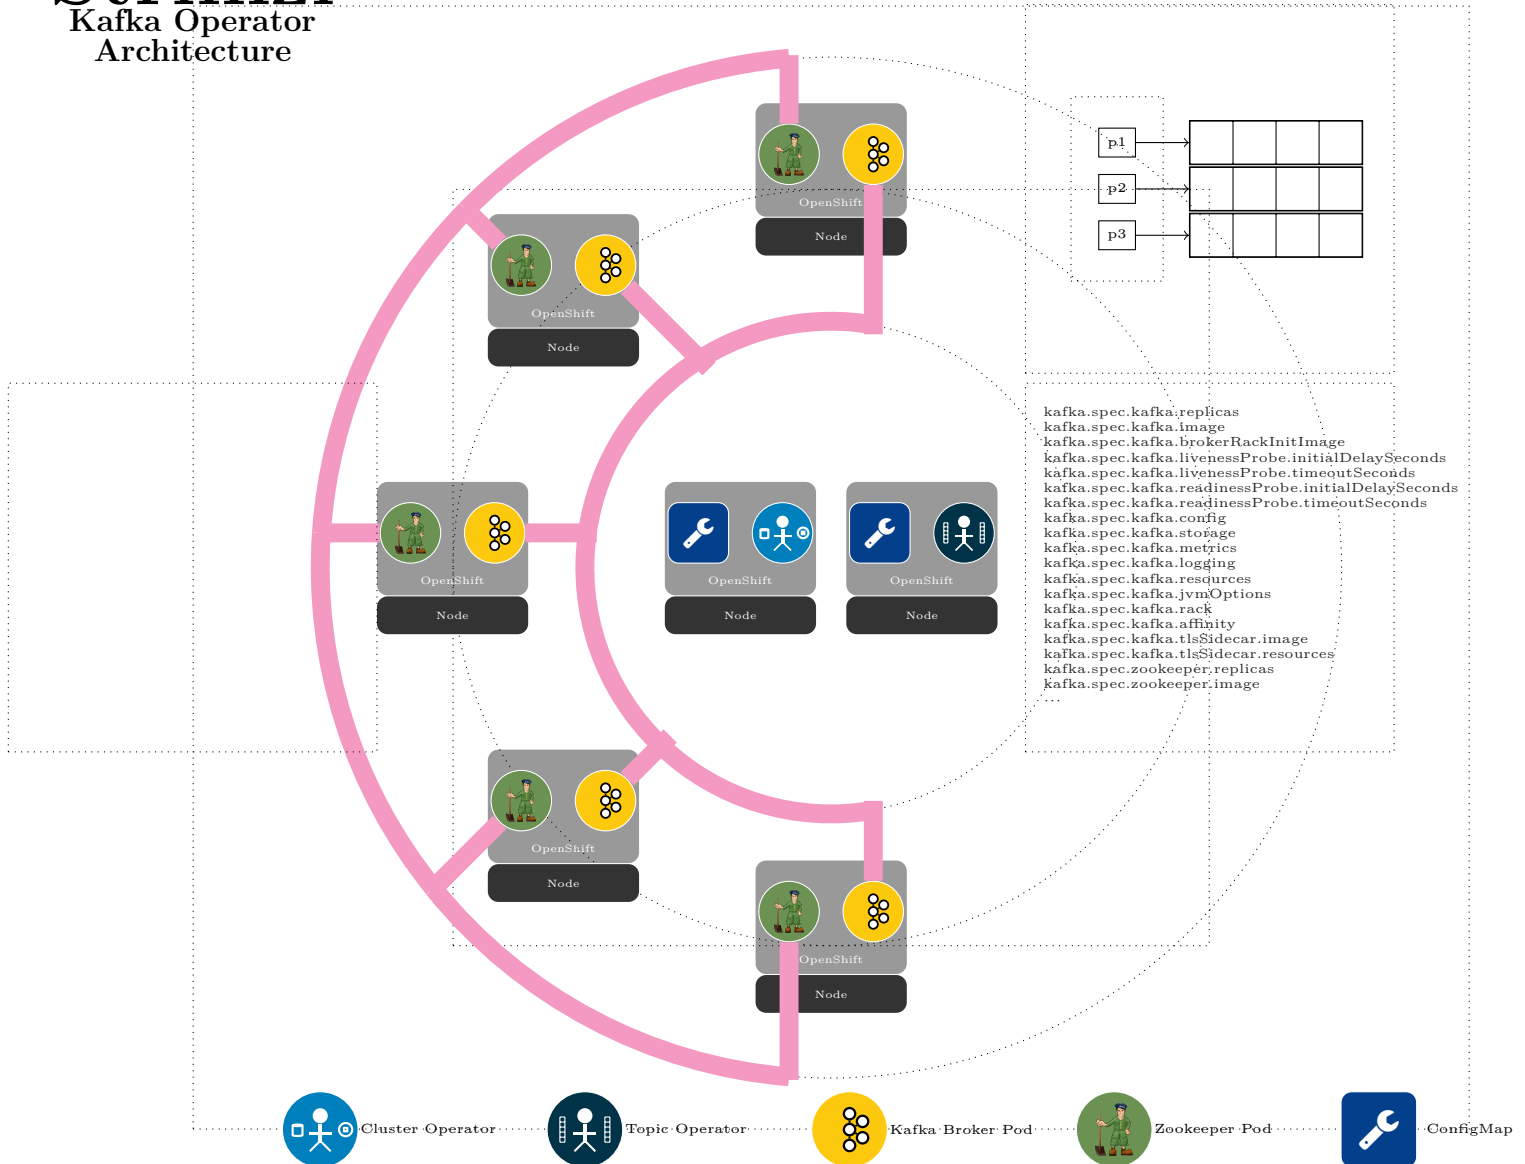 Strimzi
Kafka Operator
Architecture
OpenShift
Node
p1
p2
p3
OpenShift
Node
kafka.spec.kafka.replicas
kafka.spec.kafka.image
kafka.spec.kafka.brokerRackInitImage
kafka.spec.kafka.livenessProbe.initialDelaySeconds
kafka.spec.kafka.livenessProbe.timeoutSeconds
kafka.spec.kafka.readinessProbe.initialDelaySeconds
kafka.spec.kafka.readinessProbe.timeoutSeconds
kafka.spec.kafka.config
kafka.spec.kafka.storage
kafka.spec.kafka.metrics
kafka.spec.kafka.logging
kafka.spec.kafka.resources
kafka.spec.kafka.jvmOptions
kafka.spec.kafka.rack
kafka.spec.kafka.affinity
kafka.spec.kafka.tlsSidecar.image
kafka.spec.kafka.tlsSidecar.resources
kafka.spec.zookeeper.replicas
kafka.spec.zookeeper.image
...
OpenShift
Node
OpenShift
Node
OpenShift
Node
OpenShift
Node
OpenShift
Node
Cluster Operator
Topic Operator
Kafka Broker Pod
Zookeeper Pod
ConfigMap